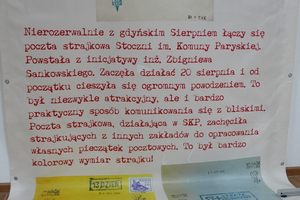 Nierozerwalnie z gdyńskim Sierpniem łączy się
poczta strajkowa Stoczni im. Komuny Paryskiej.
Powstała z inicjatywy inż. Zbigniewa
Sankowskiego. Zaczęła działać 20 sierpnia i od
początku cieszyła się ogromnym powodzeniem. To
był niezwykle atrakcyjny, ale i bardzo
praktyczny sposób komunikowania się z bliskimi.
Poczta strajkowa, działająca w SKP, zachęciła
strajkujących z innych zakładów do opracowania
własnych pieczątek pocztowych. To był bardzo
kolorowy wymiar strajku!